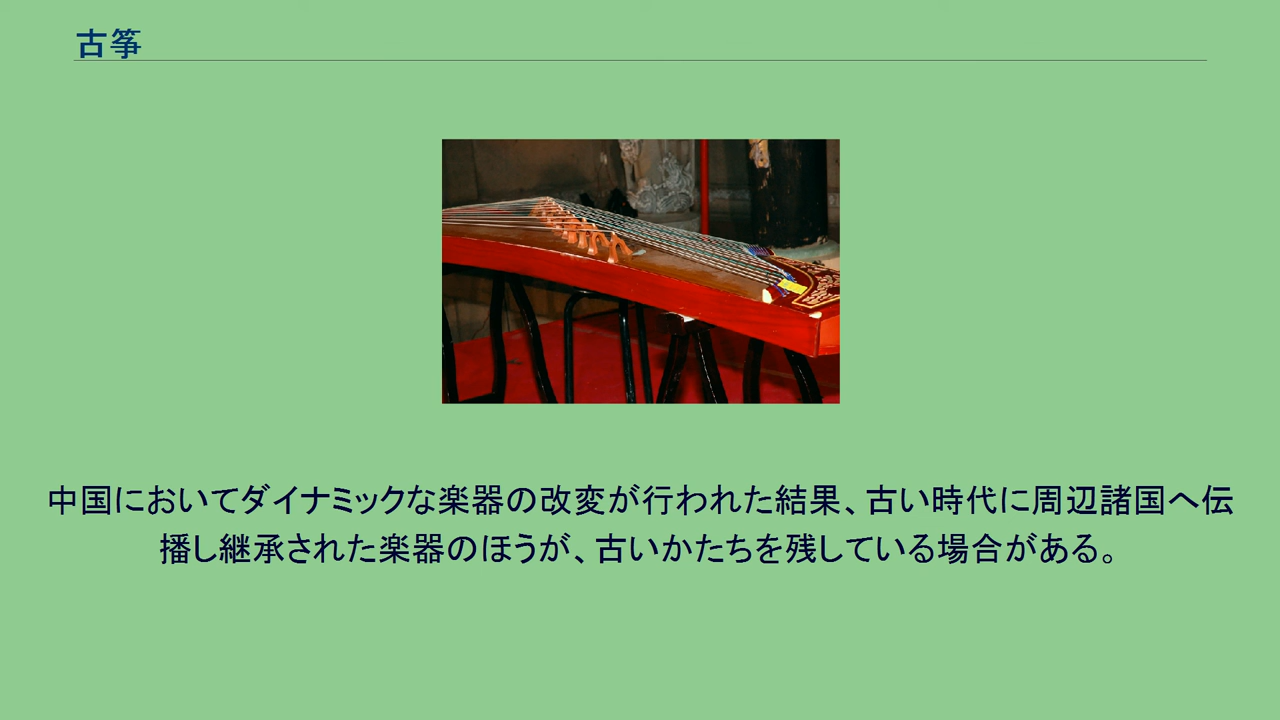 古筝
中国においてダイナミックな楽器の改変が行われた結果、古い時代に周辺諸国へ伝
播し継承された楽器のほうが、古いかたちを残している場合がある。